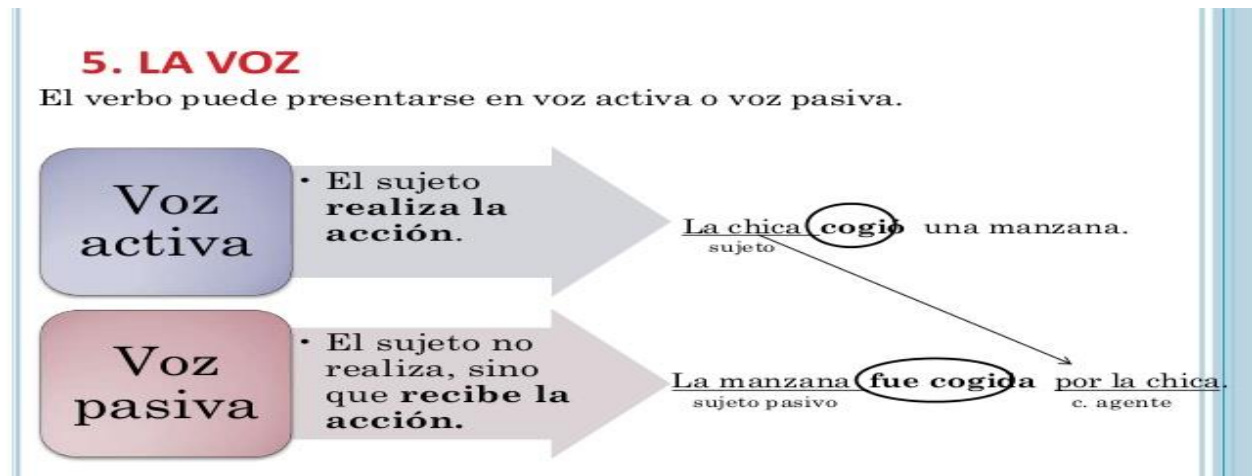 5. LA VOZ
El verbo puede presentarse en voz activa o voz pasiva.
Voz
activa
• El sujeto
realiza la
acción.
La chica cogió una manzana.
sujeto
Voz
pasiva
• El sujeto no
realiza, sino
que recibe la
acción.
La manzana fue cogida por la chica.
sujeto pasivo c. agente